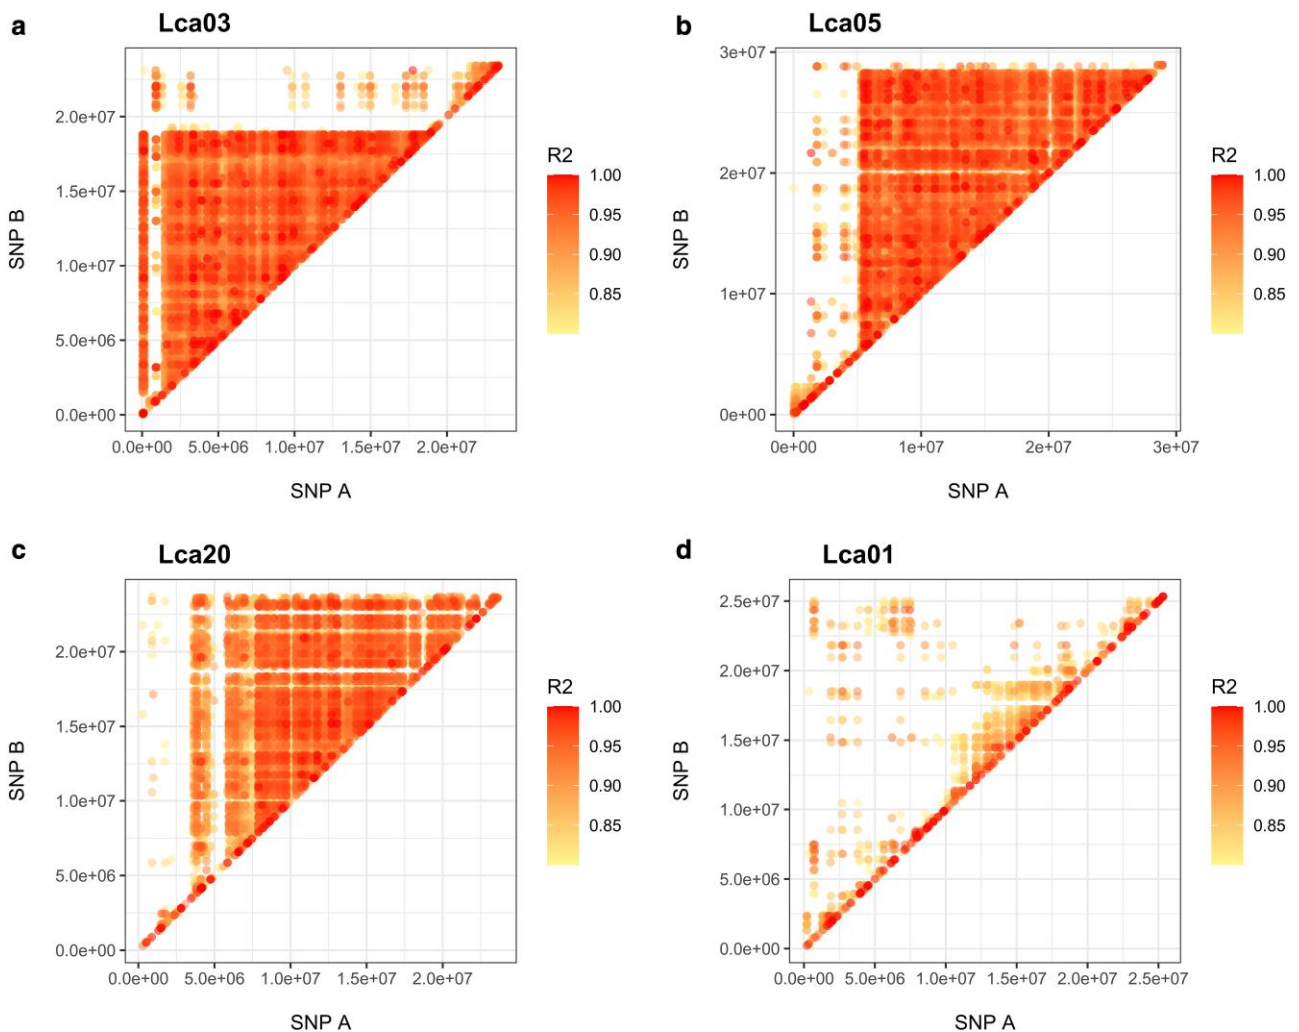 a
Lca03
SNP B
2.0e+07
1.5e+07
1.0e+07
5.0e+06
0.0e+00
0.0e+00 5.0e+06 1.0e+07 1.5e+07 2.0e+07
SNP A
R2
1.00
0.95
0.90
0.85
b
Lca05
SNP B
3e+07
2e+07
1e+07
0e+00
0e+00 1e+07 2e+07 3e+07
SNP A
R2
1.00
0.95
0.90
0.85
c
Lca20
SNP B
2.0e+07
1.5e+07
1.0e+07
5.0e+06
0.0e+00
0.0e+00 5.0e+06 1.0e+07 1.5e+07 2.0e+07
SNP A
R2
1.00
0.95
0.90
0.85
d
Lca01
SNP B
2.5e+07
2.0e+07
1.5e+07
1.0e+07
5.0e+06
0.0e+00
0.0e+00 5.0e+06 1.0e+07 1.5e+07 2.0e+07 2.5e+07
SNP A
R2
1.00
0.95
0.90
0.85